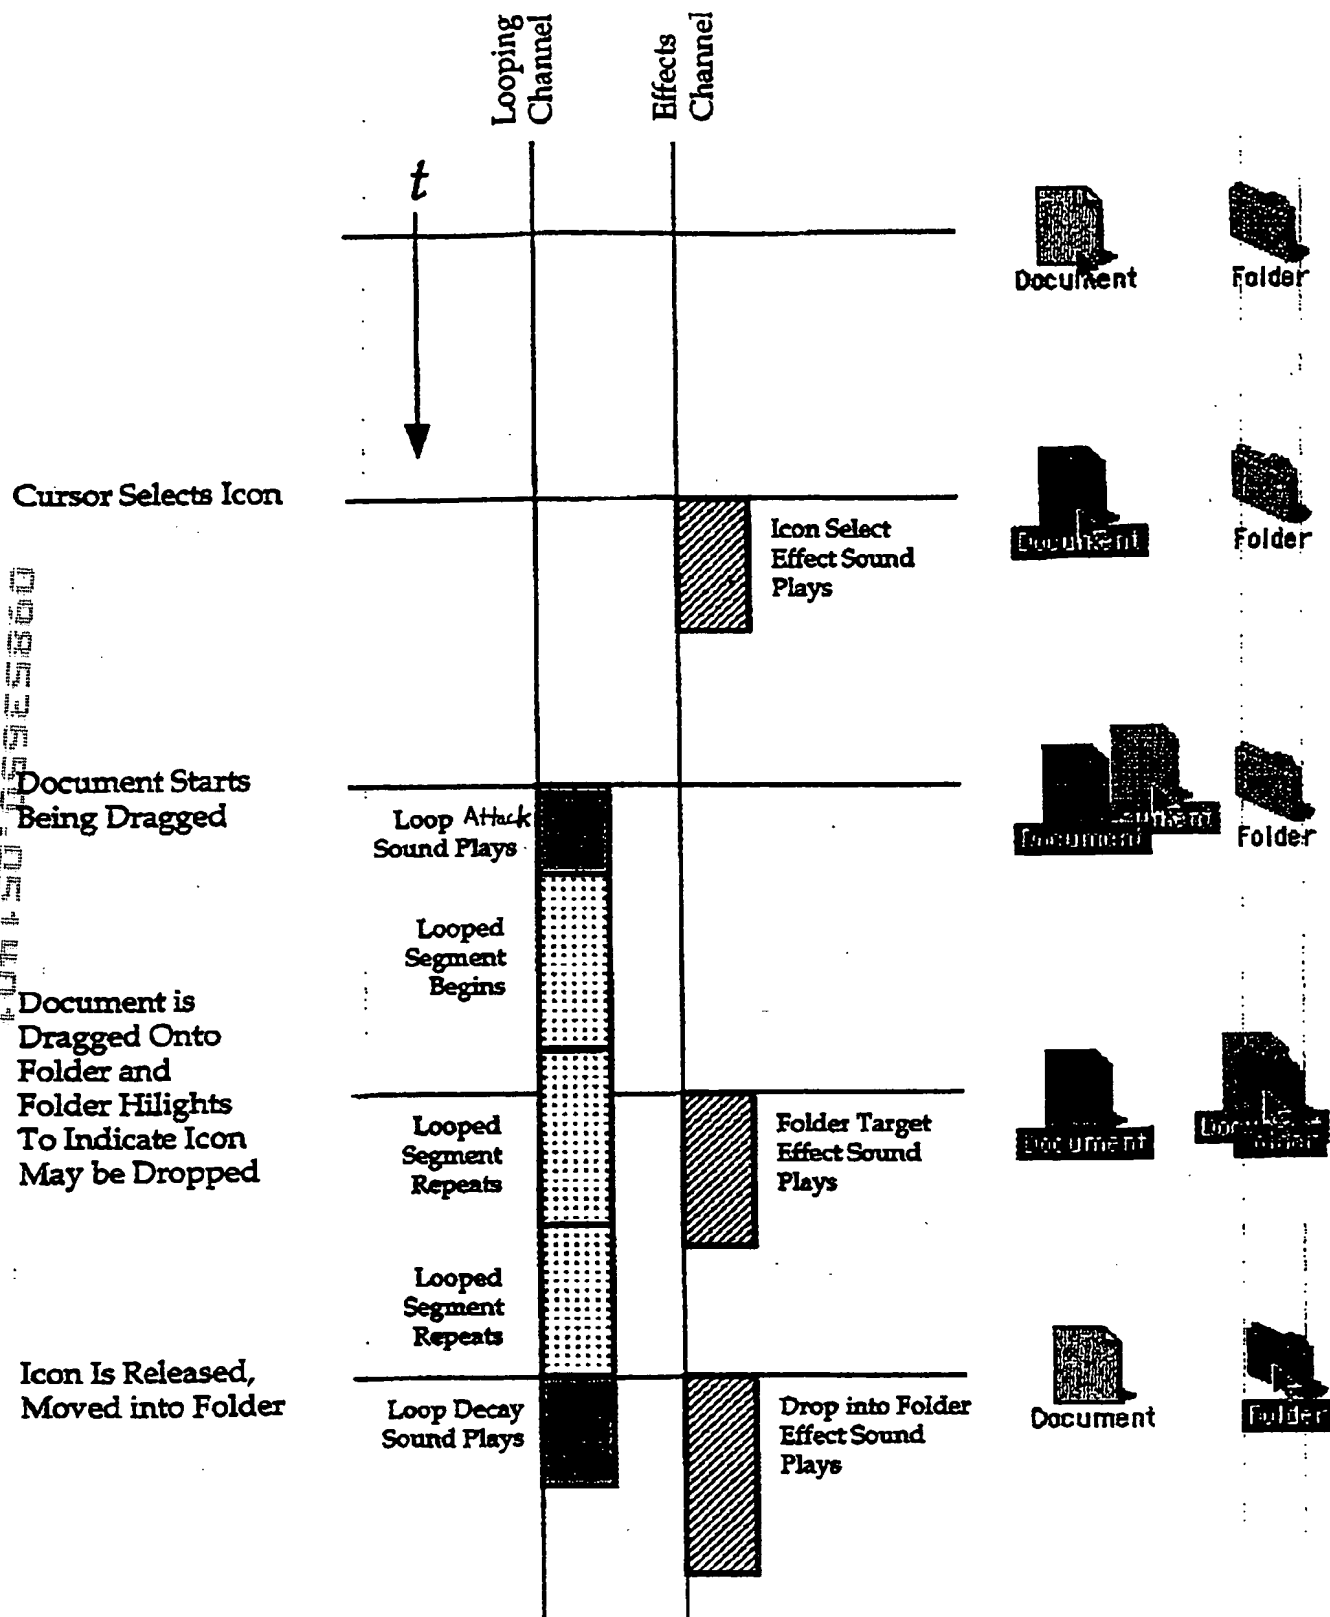 Looping
Channel
Effects
Channel
t
Document
Folder
Cursor Selects Icon
Icon Select
Effect Sound
Plays
Document
Folder
Document Starts
Being Dragged
Loop Attack
Sound Plays
Document
Folder
Looped
Segment
Begins
Document is
Dragged Onto
Folder and
Folder Hilights
To Indicate Icon
May be Dropped
Looped
Segment
Repeats
Folder Target
Effect Sound
Plays
Document
Folder
Looped
Segment
Repeats
Icon Is Released,
Moved into Folder
Loop Decay
Sound Plays
Drop into Folder
Effect Sound
Plays
Document
Folder